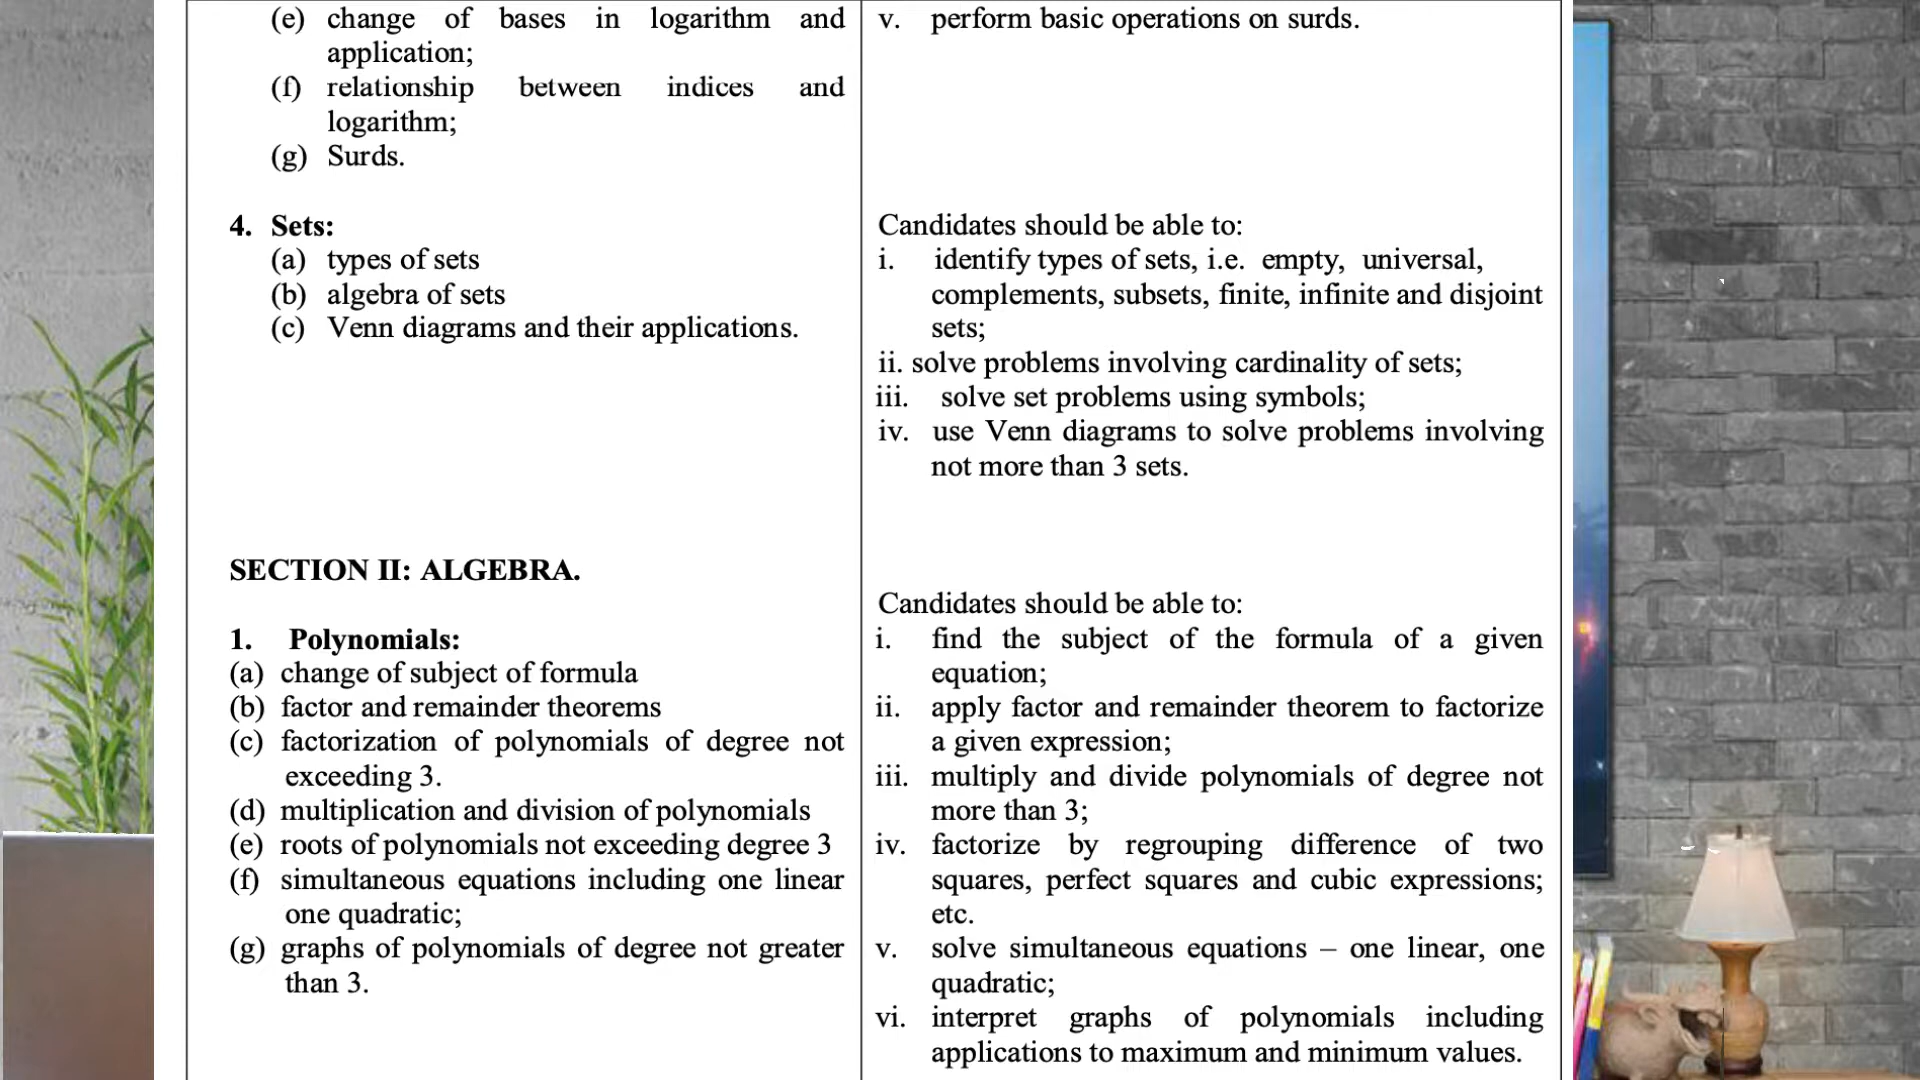 (e) change of bases in logarithm and
application;
(f) relationship between indices and
logarithm;
(g) Surds.
4. Sets:
(a) types of sets
(b) algebra of sets
(c) Venn diagrams and their applications.
SECTION II: ALGEBRA.
1. Polynomials:
(a) change of subject of formula
(b) factor and remainder theorems
(c) factorization of polynomials of degree not
exceeding 3.
(d) multiplication and division of polynomials
(e) roots of polynomials not exceeding degree 3
(f) simultaneous equations including one linear
one quadratic;
(g) graphs of polynomials of degree not greater
than 3.
v. perform basic operations on surds.
Candidates should be able to:
i. identify types of sets, i.e. empty, universal,
complements, subsets, finite, infinite and disjoint
sets;
ii. solve problems involving cardinality of sets;
iii. solve set problems using symbols;
iv. use Venn diagrams to solve problems involving
not more than 3 sets.
Candidates should be able to:
i. find the subject of the formula of a given
equation;
ii. apply factor and remainder theorem to factorize
a given expression;
iii. multiply and divide polynomials of degree not
more than 3;
iv. factorize by regrouping difference of two
squares, perfect squares and cubic expressions;
etc.
v. solve simultaneous equations – one linear, one
quadratic;
vi. interpret graphs of polynomials including
applications to maximum and minimum values.